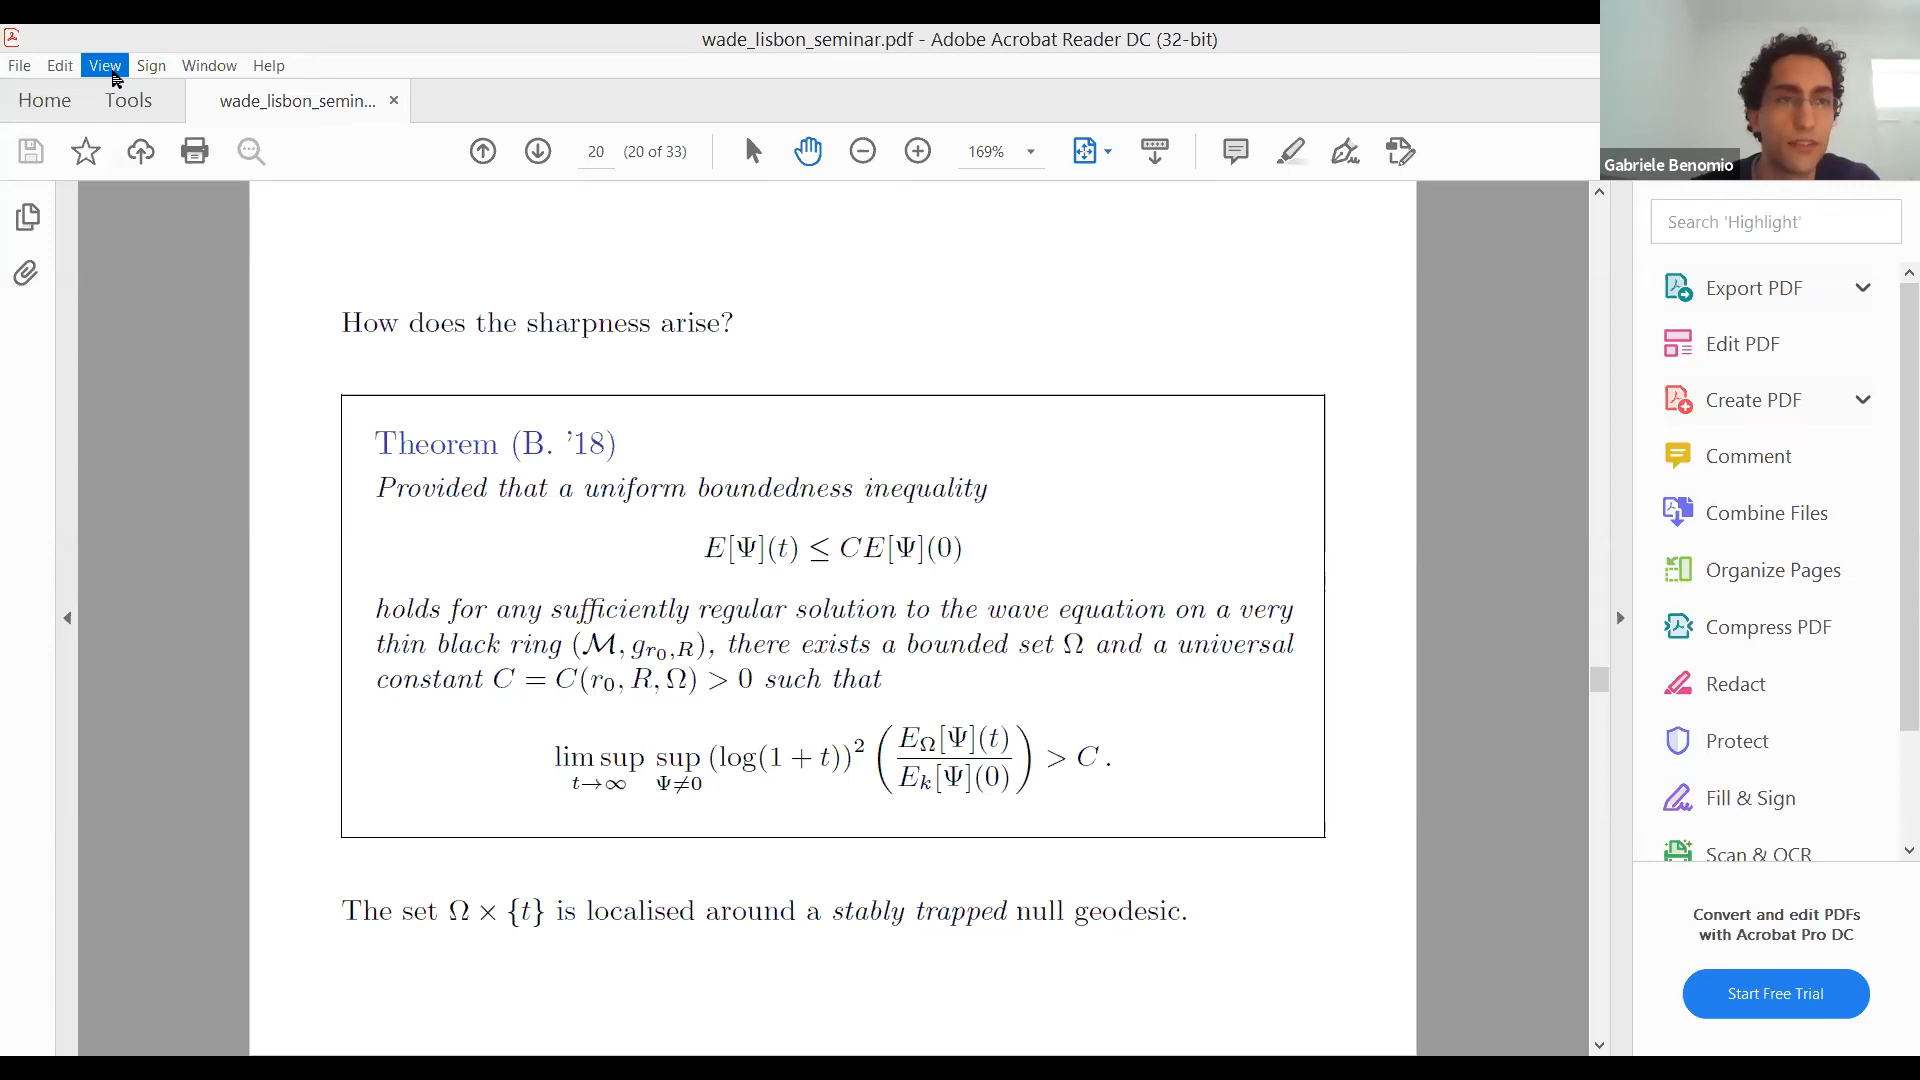 wade_lisbon_seminar.pdf - Adobe Acrobat Reader DC (32-bit)
File Edit View Sign Window Help
Home Tools wade_lisbon_semin... ×
20 (20 of 33) 169%
Gabriele Benomio
Search 'Highlight'
Export PDF
Edit PDF
Create PDF
Comment
Combine Files
Organize Pages
Compress PDF
Redact
Protect
Fill & Sign
Scan & OCR
Convert and edit PDFs
with Acrobat Pro DC
Start Free Trial
How does the sharpness arise?
Theorem (B. '18)
Provided that a uniform boundedness inequality
E[Ψ](t) ≤ CE[Ψ](0)
holds for any sufficiently regular solution to the wave equation on a very
thin black ring (ℳ, g_{r₀,R}), there exists a bounded set Ω and a universal
constant C = C(r₀, R, Ω) > 0 such that
lim sup_{t→∞} sup_{Ψ≠0} (log(1 + t))² (E_Ω[Ψ](t) / E_k[Ψ](0)) > C .
The set Ω × {t} is localised around a stably trapped null geodesic.